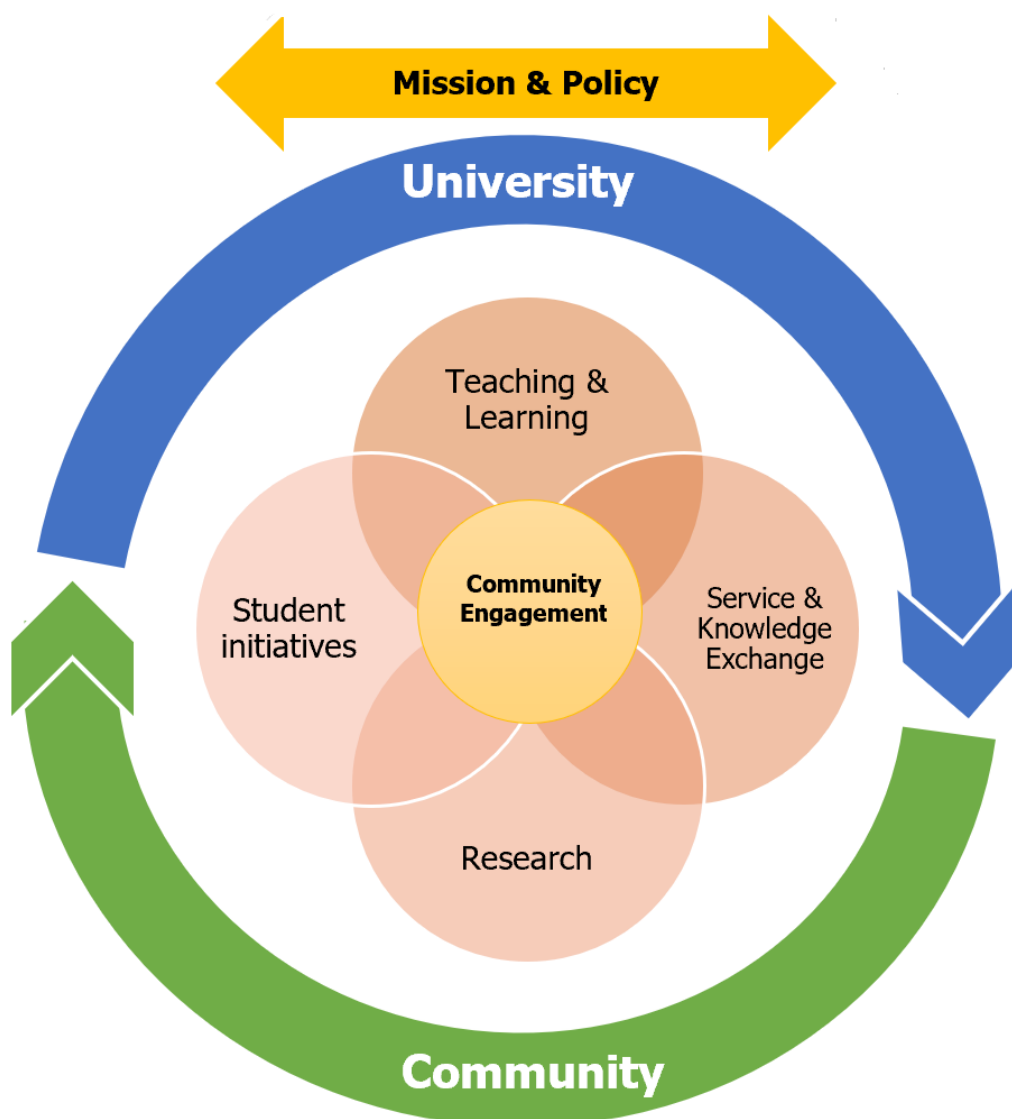 Mission & Policy
University
Teaching &
Learning
Community
Engagement
Student
initiatives
Service &
Knowledge
Exchange
Research
Community